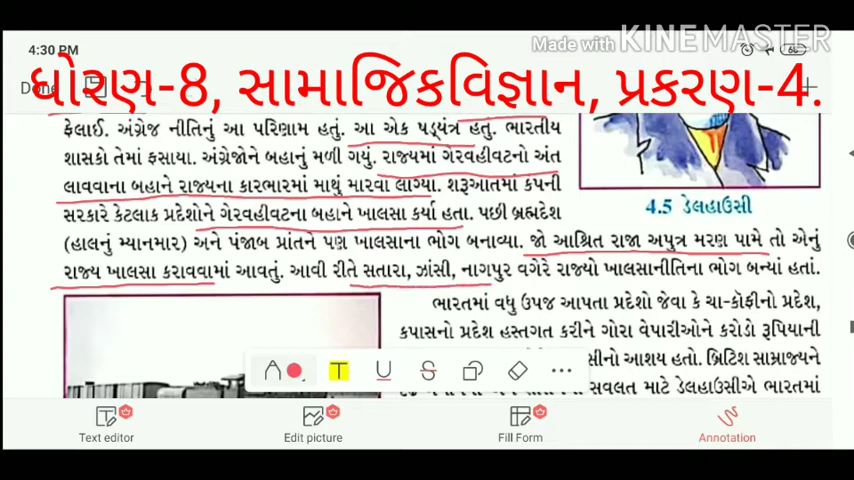 4:30 PM
Made with KINEMASTER
ધોરણ-8, સામાજિકવિજ્ઞાન, પ્રકરણ-4.
ફેલાઈ. અંગ્રેજ નીતિનું આ પરિણામ હતું. આ એક ષડ્યંત્ર હતુ. ભારતીય
શાસકો તેમાં ફસાયા. અંગ્રેજોને બહાનું મળી ગયું. રાજ્યમાં ગેરવહીવટનો અંત
લાવવાના બહાને રાજ્યના કારભારમાં માથું મારવા લાગ્યા. શરૂઆતમાં કંપની
સરકારે કેટલાક પ્રદેશોને ગેરવહીવટના બહાને ખાલસા કર્યા હતા. પછી બ્રહ્મદેશ
4.5 ડેલહાઉસી
(હાલનું મ્યાનમાર) અને પંજાબ પ્રાંતને પણ ખાલસાના ભોગ બનાવ્યા. જો આશ્રિત રાજા અપુત્ર મરણ પામે તો એનું
રાજ્ય ખાલસા કરાવવામાં આવતું. આવી રીતે સતારા, ઝાંસી, નાગપુર વગેરે રાજ્યો ખાલસાનીતિના ભોગ બન્યાં હતાં.
ભારતમાં વધુ ઉપજ આપતા પ્રદેશો જેવા કે ચા-કૉફીનો પ્રદેશ,
કપાસનો પ્રદેશ હસ્તગત કરીને ગોરા વેપારીઓને કરોડો રૂપિયાની
સીનો આશય હતો. બ્રિટિશ સામ્રાજ્યને
સવલત માટે ડેલહાઉસીએ ભારતમાં
Text editor
Edit picture
Fill Form
Annotation